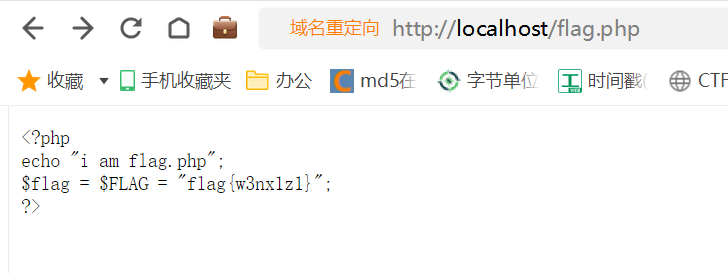 域名重定向 http://localhost/flag.php
收藏 手机收藏夹 办公 md5在 字节单位 时间戳( CTF
<?php
echo "i am flag.php";
$flag = $FLAG = "flag{w3nx1z1}";
?>